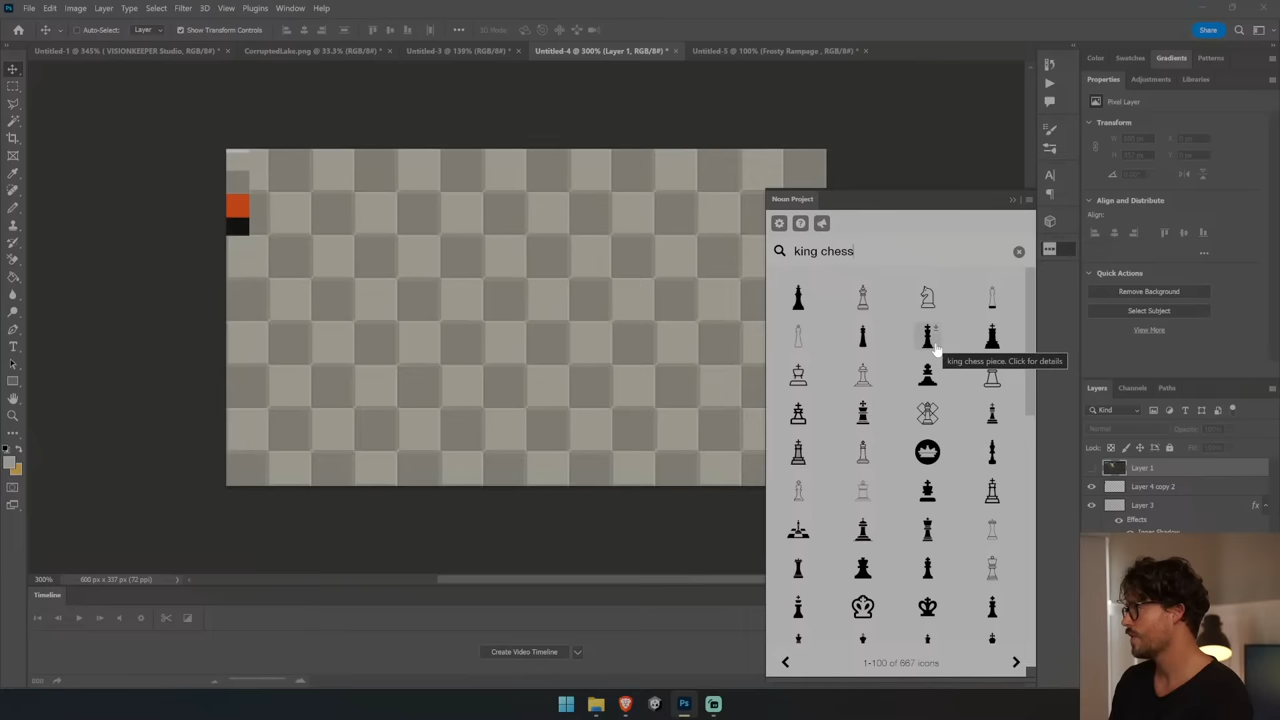 Ps File Edit Image Layer Type Select Filter 3D View Plugins Window Help
Auto-Select: Layer Show Transform Controls 3D Mode Share
Untitled-1 @ 345% ( VISIONKEEPER Studio, RGB/8#) * × CorruptedLake.png @ 33.3% (RGB/8#) * × Untitled-3 @ 139% (RGB/8#) * × Untitled-4 @ 300% (Layer 1, RGB/8#) * × Untitled-5 @ 100% (Frosty Rampage , RGB/8#) * ×
Color Swatches Gradients Patterns
Properties Adjustments Libraries
Pixel Layer
Transform
Align and Distribute
Align:
Quick Actions
Remove Background
Select Subject
View More
Noun Project
king chess
king chess piece. Click for details
1-100 of 667 icons
Layers Channels Paths
Kind
Normal Opacity:
Lock:
Layer 1
Layer 4 copy 2
Layer 3 fx
Effects
300% 600 px x 337 px (72 ppi)
Timeline
Create Video Timeline